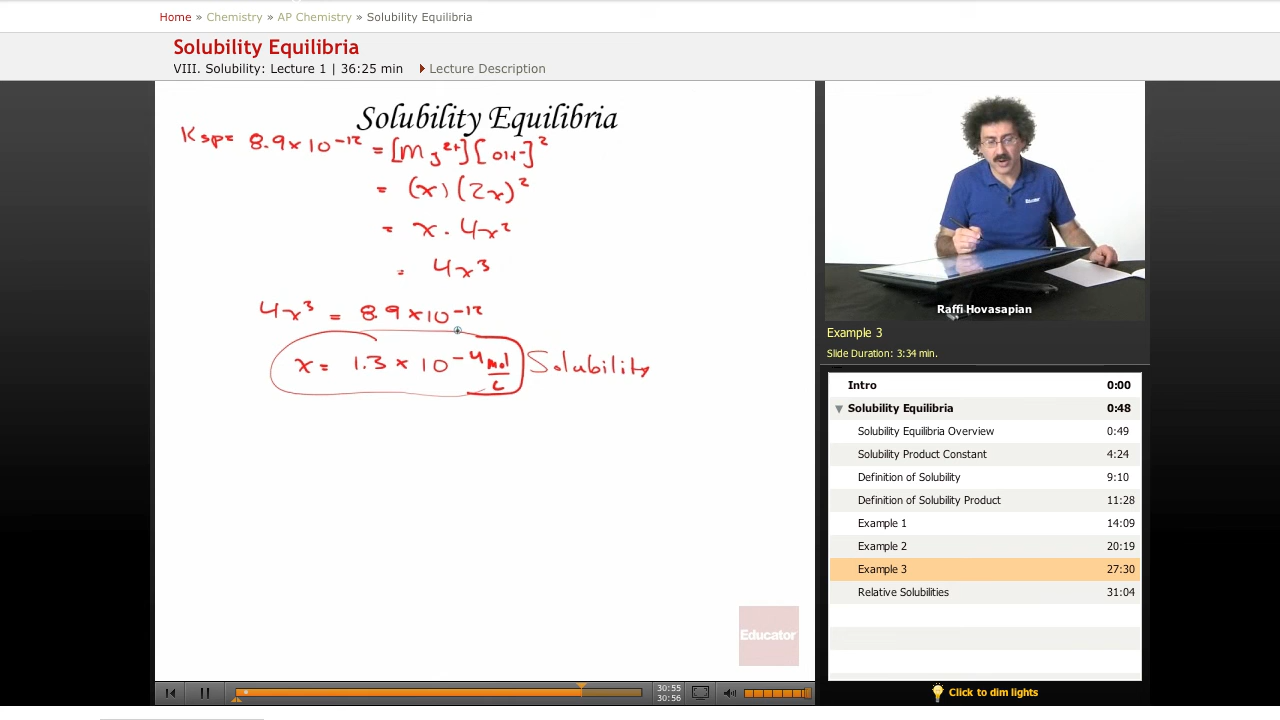 Home » Chemistry » AP Chemistry » Solubility Equilibria
Solubility Equilibria
VIII. Solubility: Lecture 1 | 36:25 min
Lecture Description
Solubility Equilibria
Ksp = 8.9 × 10⁻¹² = [Mg²⁺][OH-]²
= (x)(2x)²
= x · 4x²
= 4x³
4x³ = 8.9 × 10⁻¹²
x = 1.3 × 10⁻⁴ mol/L Solubility
Educator
30:55
30:56
Educator
Raffi Hovasapian
Example 3
Slide Duration: 3:34 min.
Intro 0:00
Solubility Equilibria 0:48
Solubility Equilibria Overview 0:49
Solubility Product Constant 4:24
Definition of Solubility 9:10
Definition of Solubility Product 11:28
Example 1 14:09
Example 2 20:19
Example 3 27:30
Relative Solubilities 31:04
Click to dim lights